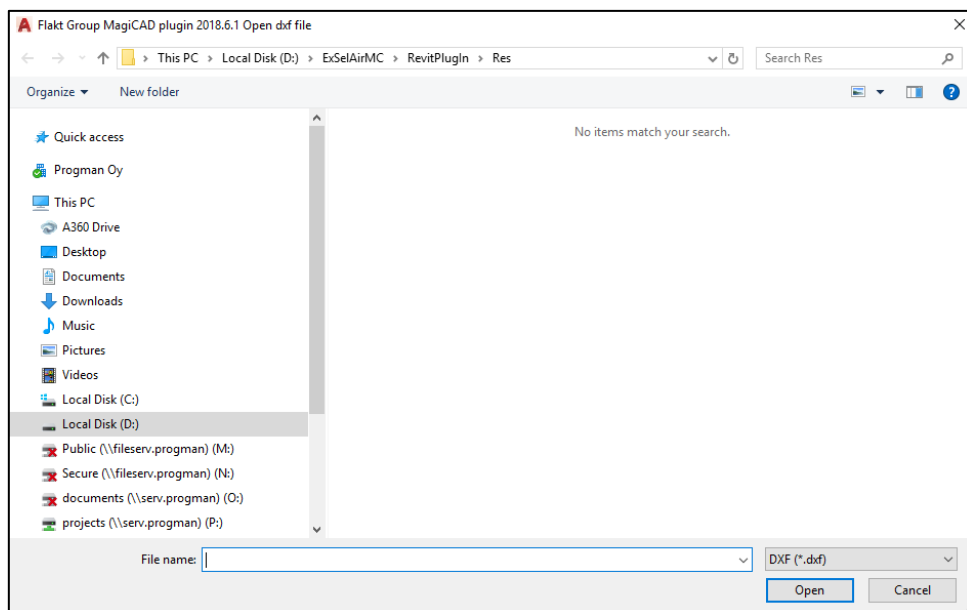 Flakt Group MagiCAD plugin 2018.6.1 Open dxf file
This PC > Local Disk (D:) > ExSelAirMC > RevitPlugIn > Res
Search Res
Organize
New folder
No items match your search.
Quick access
Progman Oy
This PC
A360 Drive
Desktop
Documents
Downloads
Music
Pictures
Videos
Local Disk (C:)
Local Disk (D:)
Public (\\fileserv.progman) (M:)
Secure (\\fileserv.progman) (N:)
documents (\\serv.progman) (O:)
projects (\\serv.progman) (P:)
File name:
DXF (*.dxf)
Open
Cancel